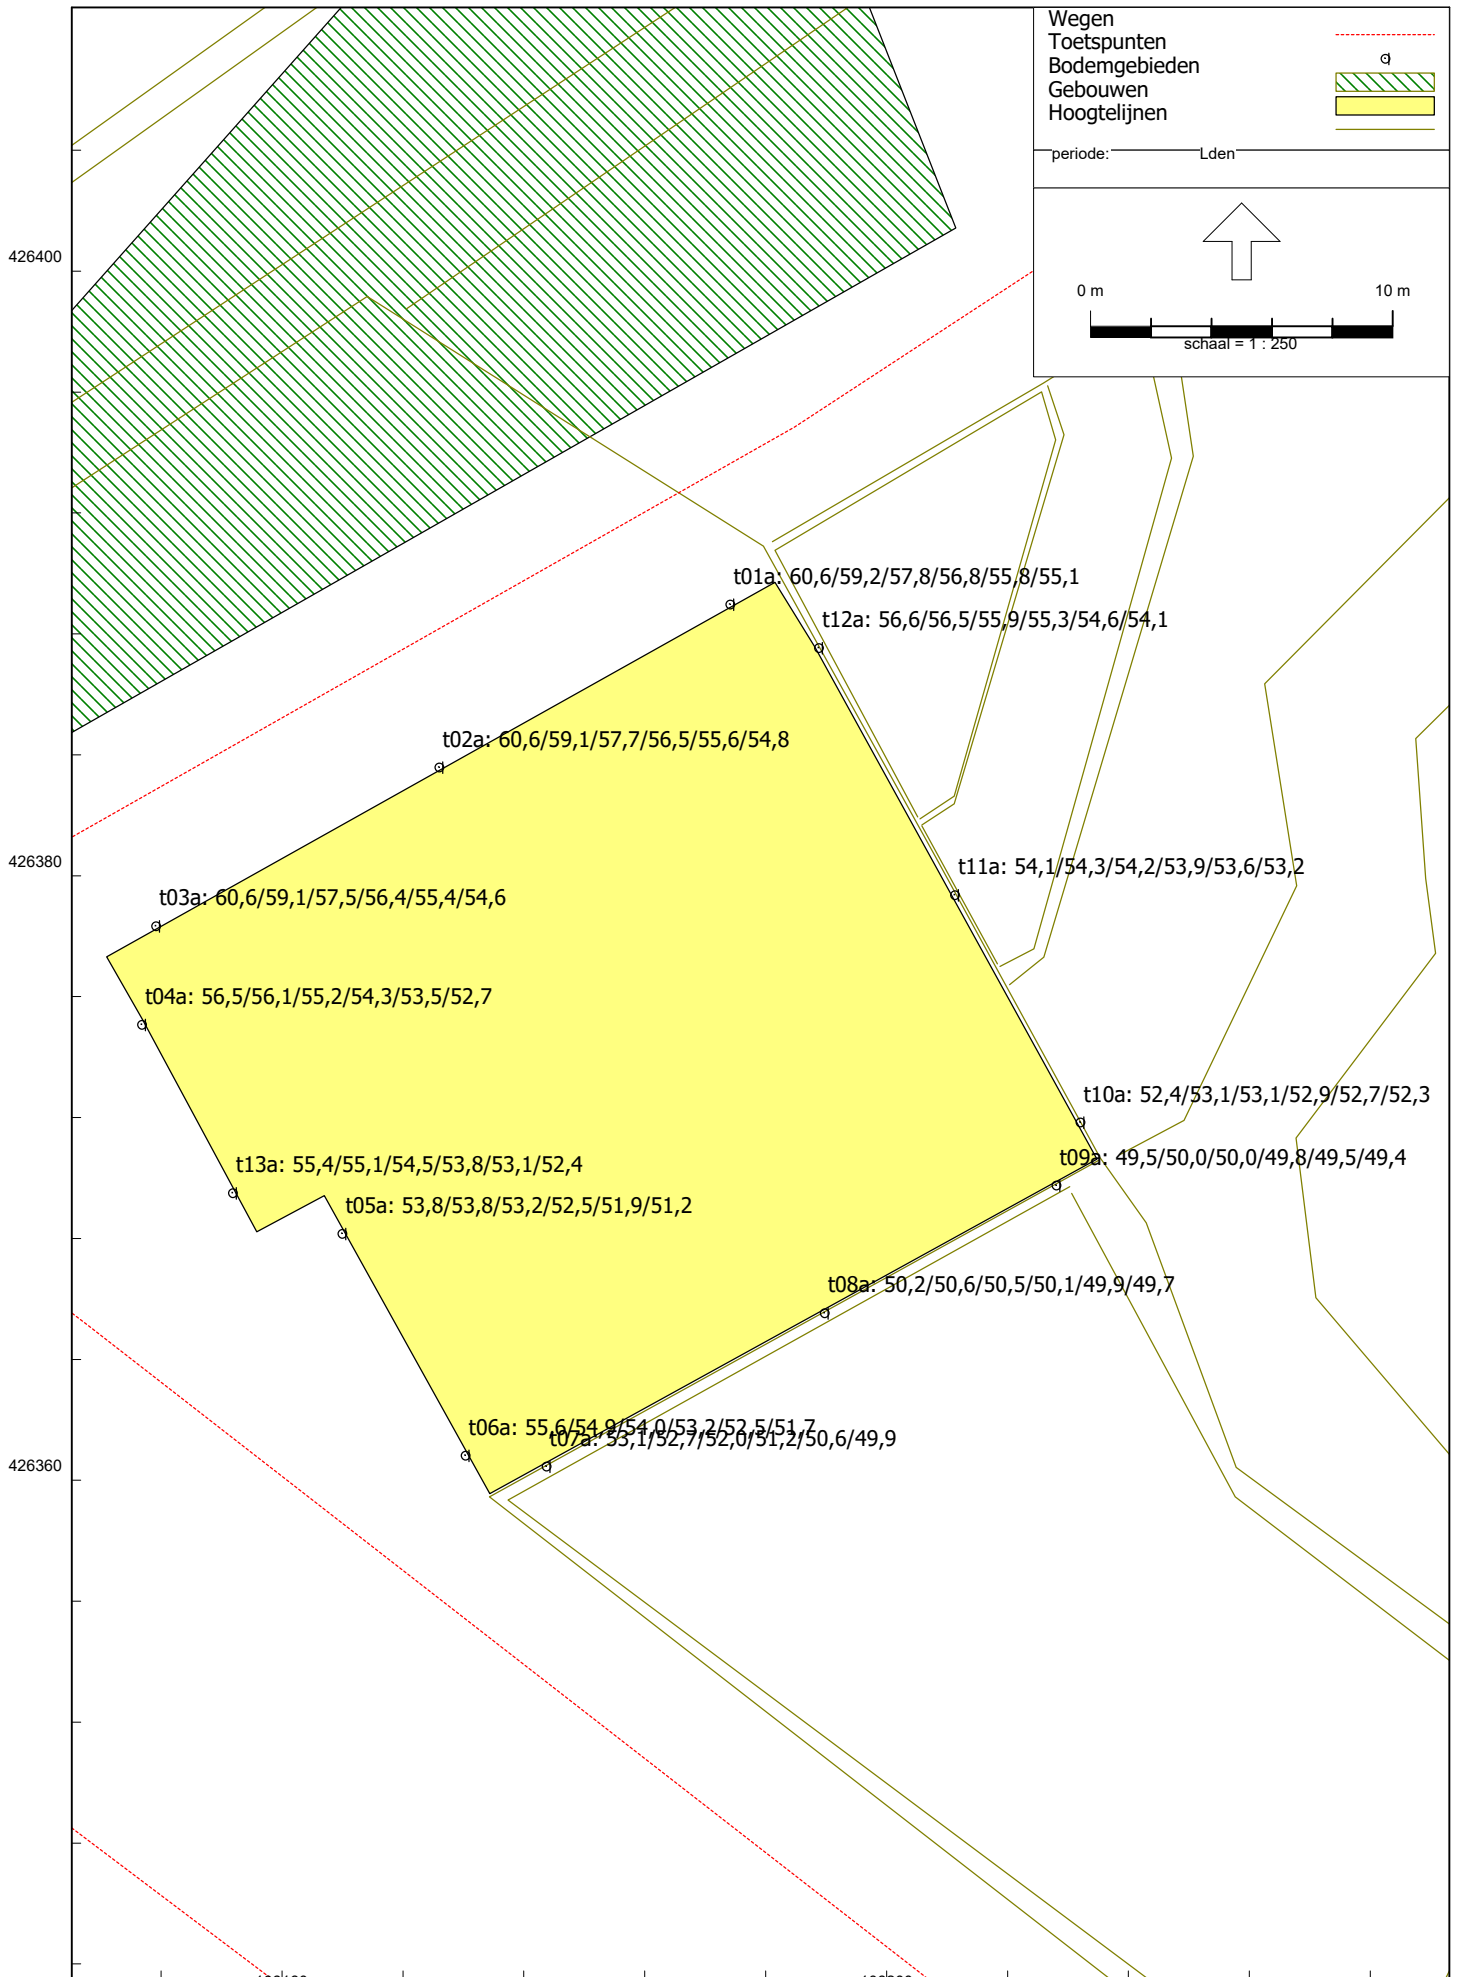 Wegen
Toetspunten
Bodemgebieden
Gebouwen
Hoogtelijnen
periode: Lden
0 m 10 m
schaal = 1 : 250
426400
t01a: 60,6/59,2/57,8/56,8/55,8/55,1
t12a: 56,6/56,5/55,9/55,3/54,6/54,1
t02a: 60,6/59,1/57,7/56,5/55,6/54,8
426380
t11a: 54,1/54,3/54,2/53,9/53,6/53,2
t03a: 60,6/59,1/57,5/56,4/55,4/54,6
t04a: 56,5/56,1/55,2/54,3/53,5/52,7
t10a: 52,4/53,1/53,1/52,9/52,7/52,3
t09a: 49,5/50,0/50,0/49,8/49,5/49,4
t13a: 55,4/55,1/54,5/53,8/53,1/52,4
t05a: 53,8/53,8/53,2/52,5/51,9/51,2
t08a: 50,2/50,6/50,5/50,1/49,9/49,7
t06a: 55,6/54,9/54,0/53,2/52,5/51,7
t07a: 53,1/52,7/52,0/51,2/50,6/49,9
426360